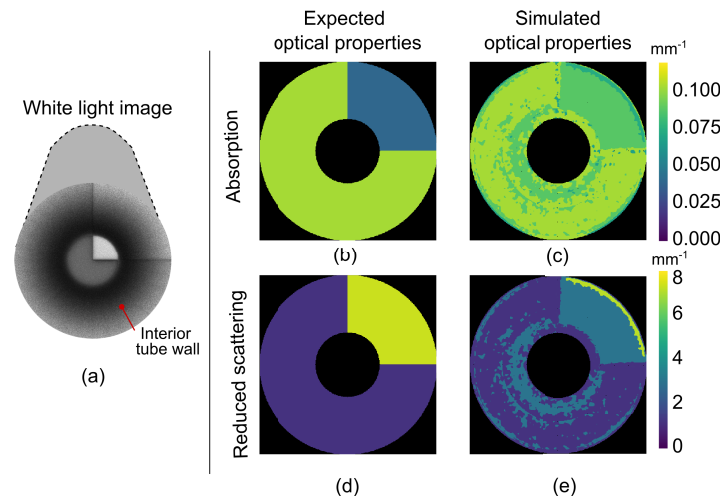 White light image
Interior
tube wall
(a)
Expected
optical properties
Simulated
optical properties
mm⁻¹
Absorption
0.100
0.075
0.050
0.025
0.000
(b)
(c)
mm⁻¹
Reduced scattering
8
6
4
2
0
(d)
(e)